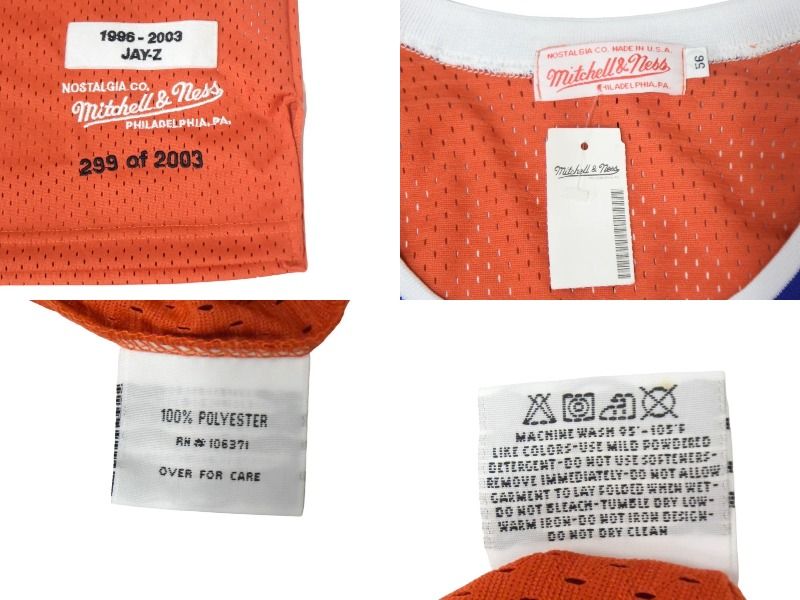 1996 - 2003
JAY-Z
NOSTALGIA CO.
Mitchell & Ness
PHILADELPHIA, PA.
299 of 2003
NOSTALGIA CO. MADE IN U.S.A.
Mitchell & Ness
PHILADELPHIA, PA.
56
Mitchell & Ness
100% POLYESTER
RN # 106371
OVER FOR CARE
MACHINE WASH 95°-105°F
LIKE COLORS-USE MILD POWDERED
DETERGENT-DO NOT USE SOFTENERS-
REMOVE IMMEDIATELY-DO NOT ALLOW
GARMENT TO LAY FOLDED WHEN WET-
DO NOT BLEACH-TUMBLE DRY LOW-
WARM IRON-DO NOT IRON DESIGN-
DO NOT DRY CLEAN